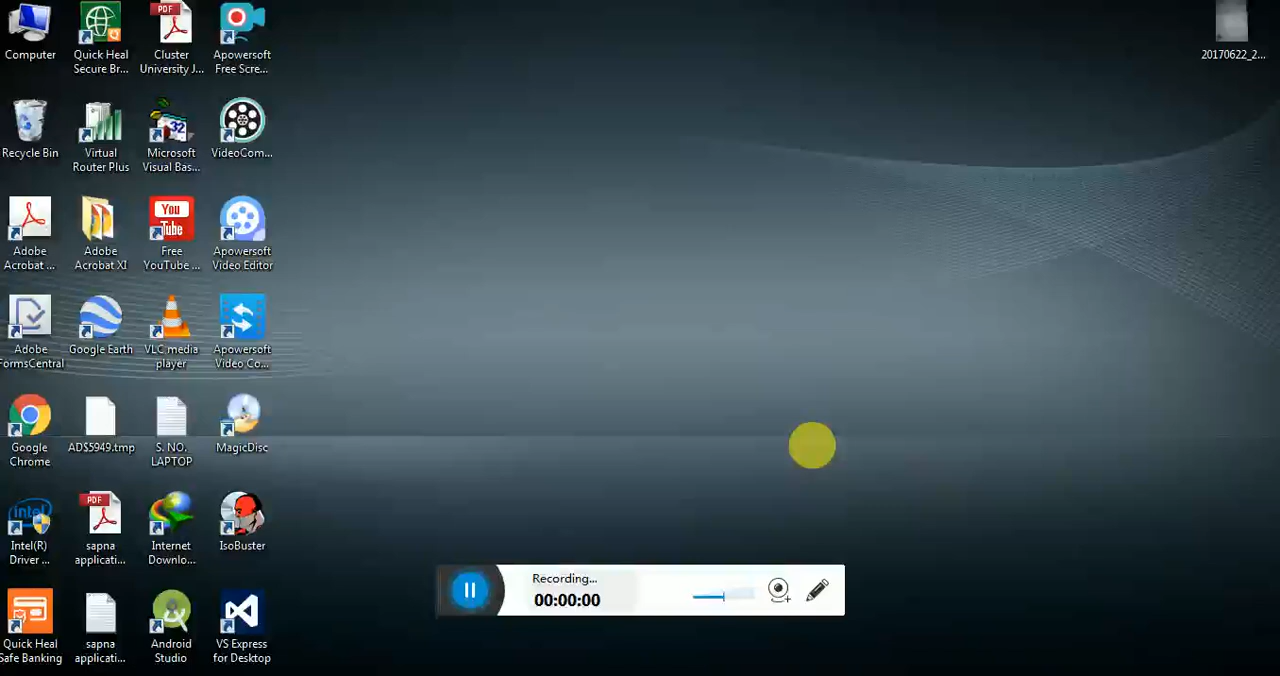 Computer
Quick Heal
Secure Br...
PDF
Cluster
University J...
Apowersoft
Free Scre...
20170622_2...
Recycle Bin
Virtual
Router Plus
32
Microsoft
Visual Bas...
VideoCom...
Adobe
Acrobat ...
Adobe
Acrobat XI
You
Tube
Free
YouTube ...
Apowersoft
Video Editor
Adobe
FormsCentral
Google Earth
VLC media
player
Apowersoft
Video Co...
Google
Chrome
AD$5949.tmp
S. NO.
LAPTOP
MagicDisc
intel
Intel(R)
Driver ...
PDF
sapna
applicati...
Internet
Downlo...
IsoBuster
Recording...
00:00:00
Quick Heal
Safe Banking
sapna
applicati...
Android
Studio
VS Express
for Desktop